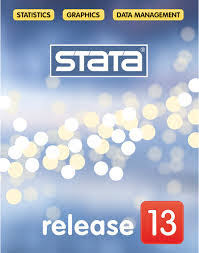 STATISTICS GRAPHICS DATA MANAGEMENT
STATA®
release 13